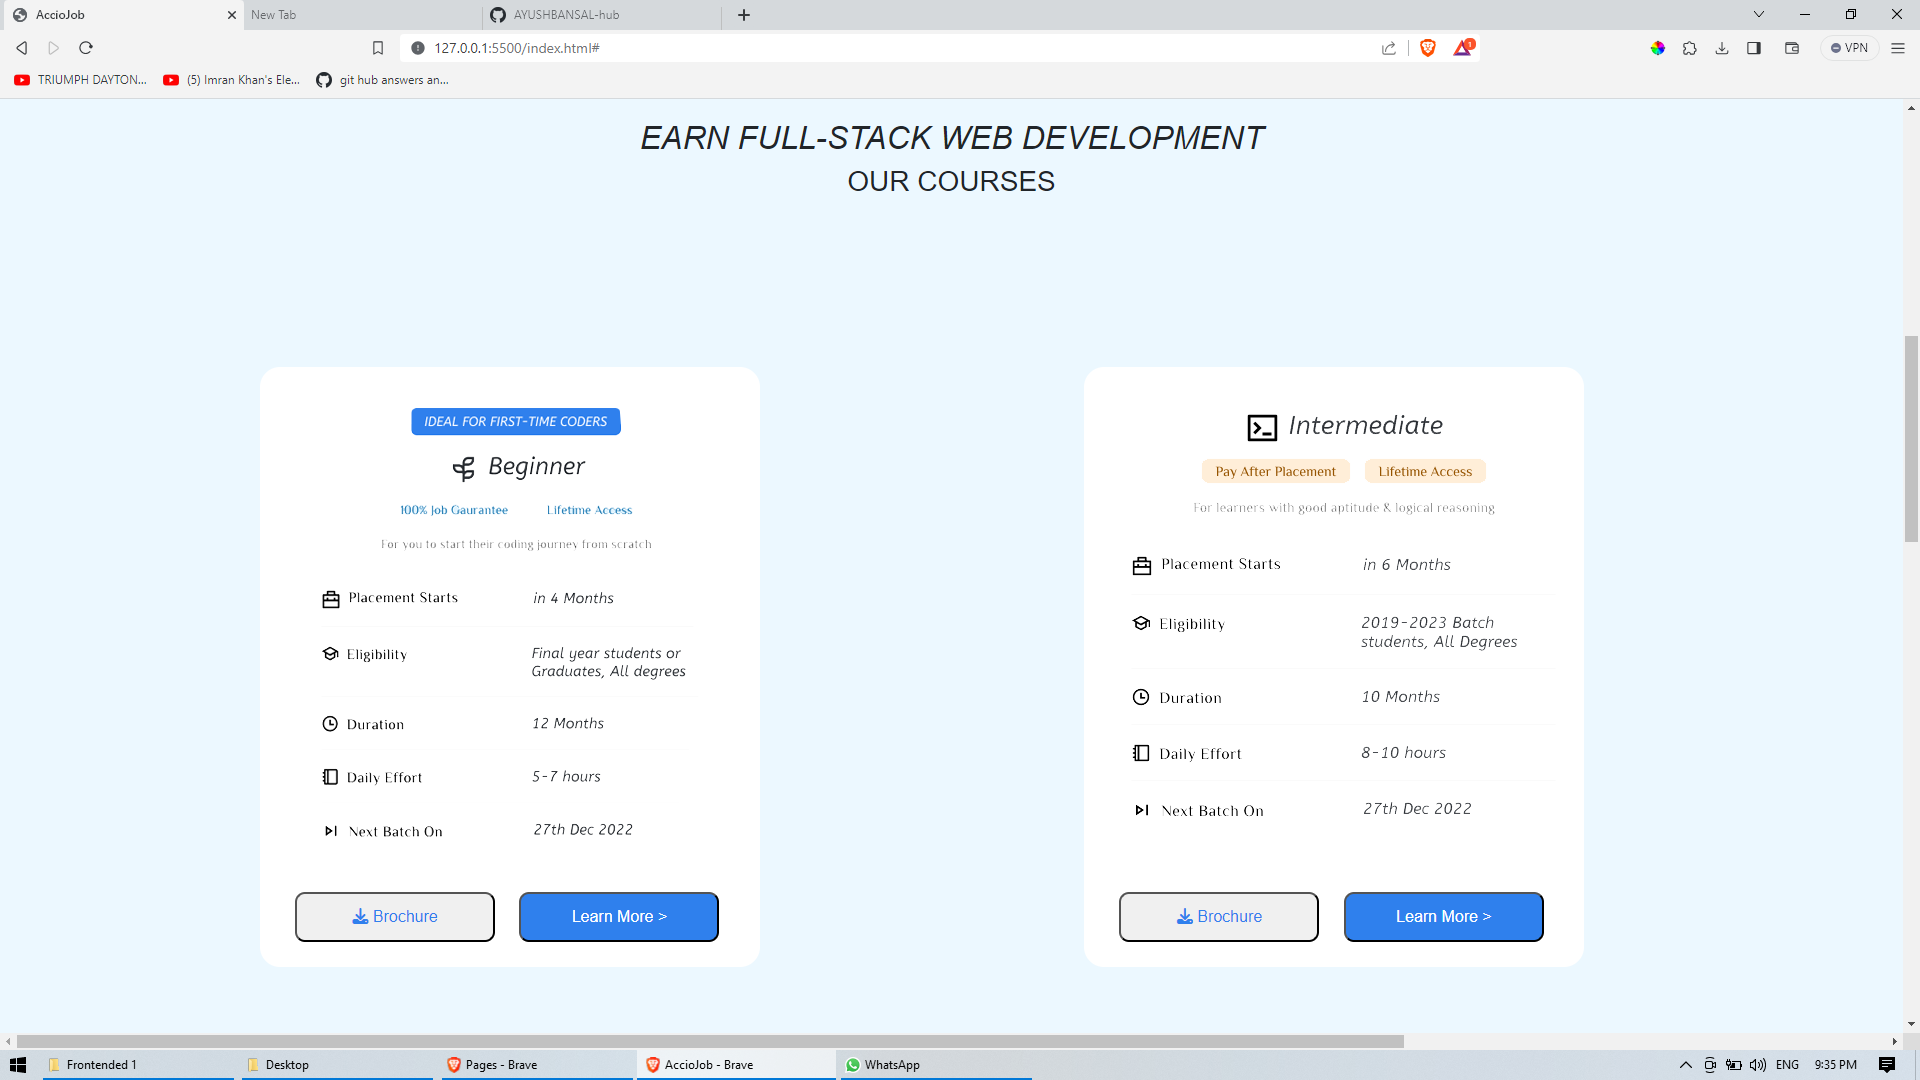 AccioJob
New Tab
AYUSHBANSAL-hub
127.0.0.1:5500/index.html#
1
VPN
TRIUMPH DAYTON...
(5) Imran Khan's Ele...
git hub answers an...
EARN FULL-STACK WEB DEVELOPMENT
OUR COURSES
IDEAL FOR FIRST-TIME CODERS
Beginner
100% Job Gaurantee Lifetime Access
For you to start their coding journey from scratch
Placement Starts in 4 Months
Eligibility Final year students or
Graduates, All degrees
Duration 12 Months
Daily Effort 5-7 hours
Next Batch On 27th Dec 2022
Brochure Learn More >
Intermediate
Pay After Placement Lifetime Access
For learners with good aptitude & logical reasoning
Placement Starts in 6 Months
Eligibility 2019-2023 Batch
students, All Degrees
Duration 10 Months
Daily Effort 8-10 hours
Next Batch On 27th Dec 2022
Brochure Learn More >
Frontended 1
Desktop
Pages - Brave
AccioJob - Brave
WhatsApp
ENG
9:35 PM